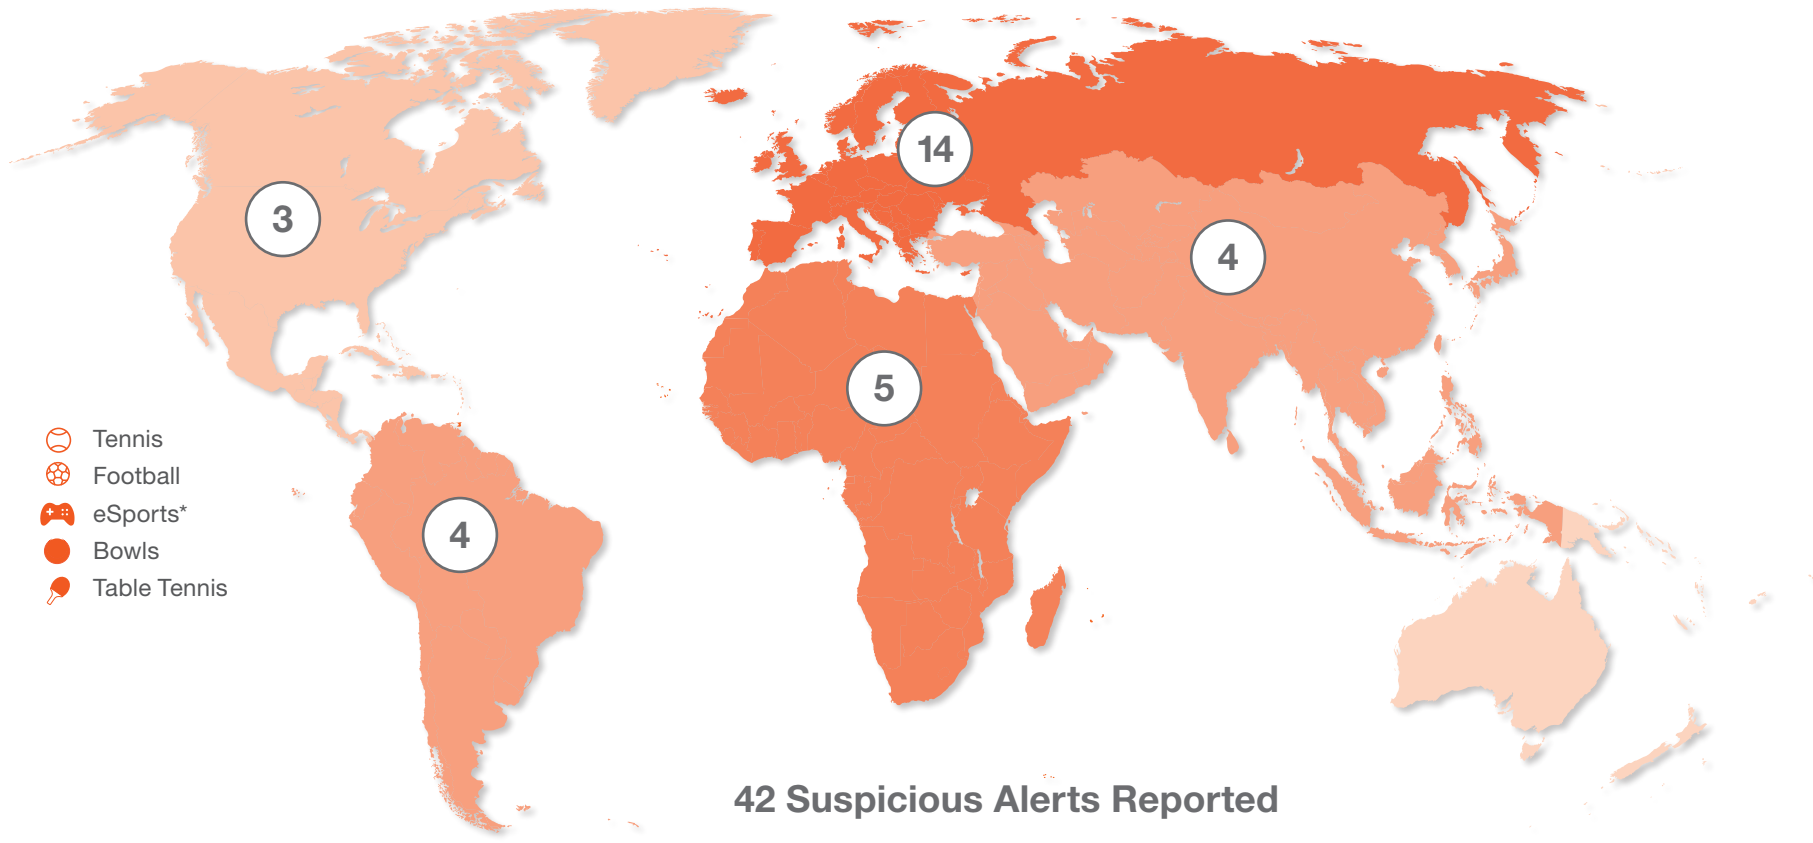 14
3
4
5
Tennis
Football
eSports*
Bowls
Table Tennis
4
42 Suspicious Alerts Reported